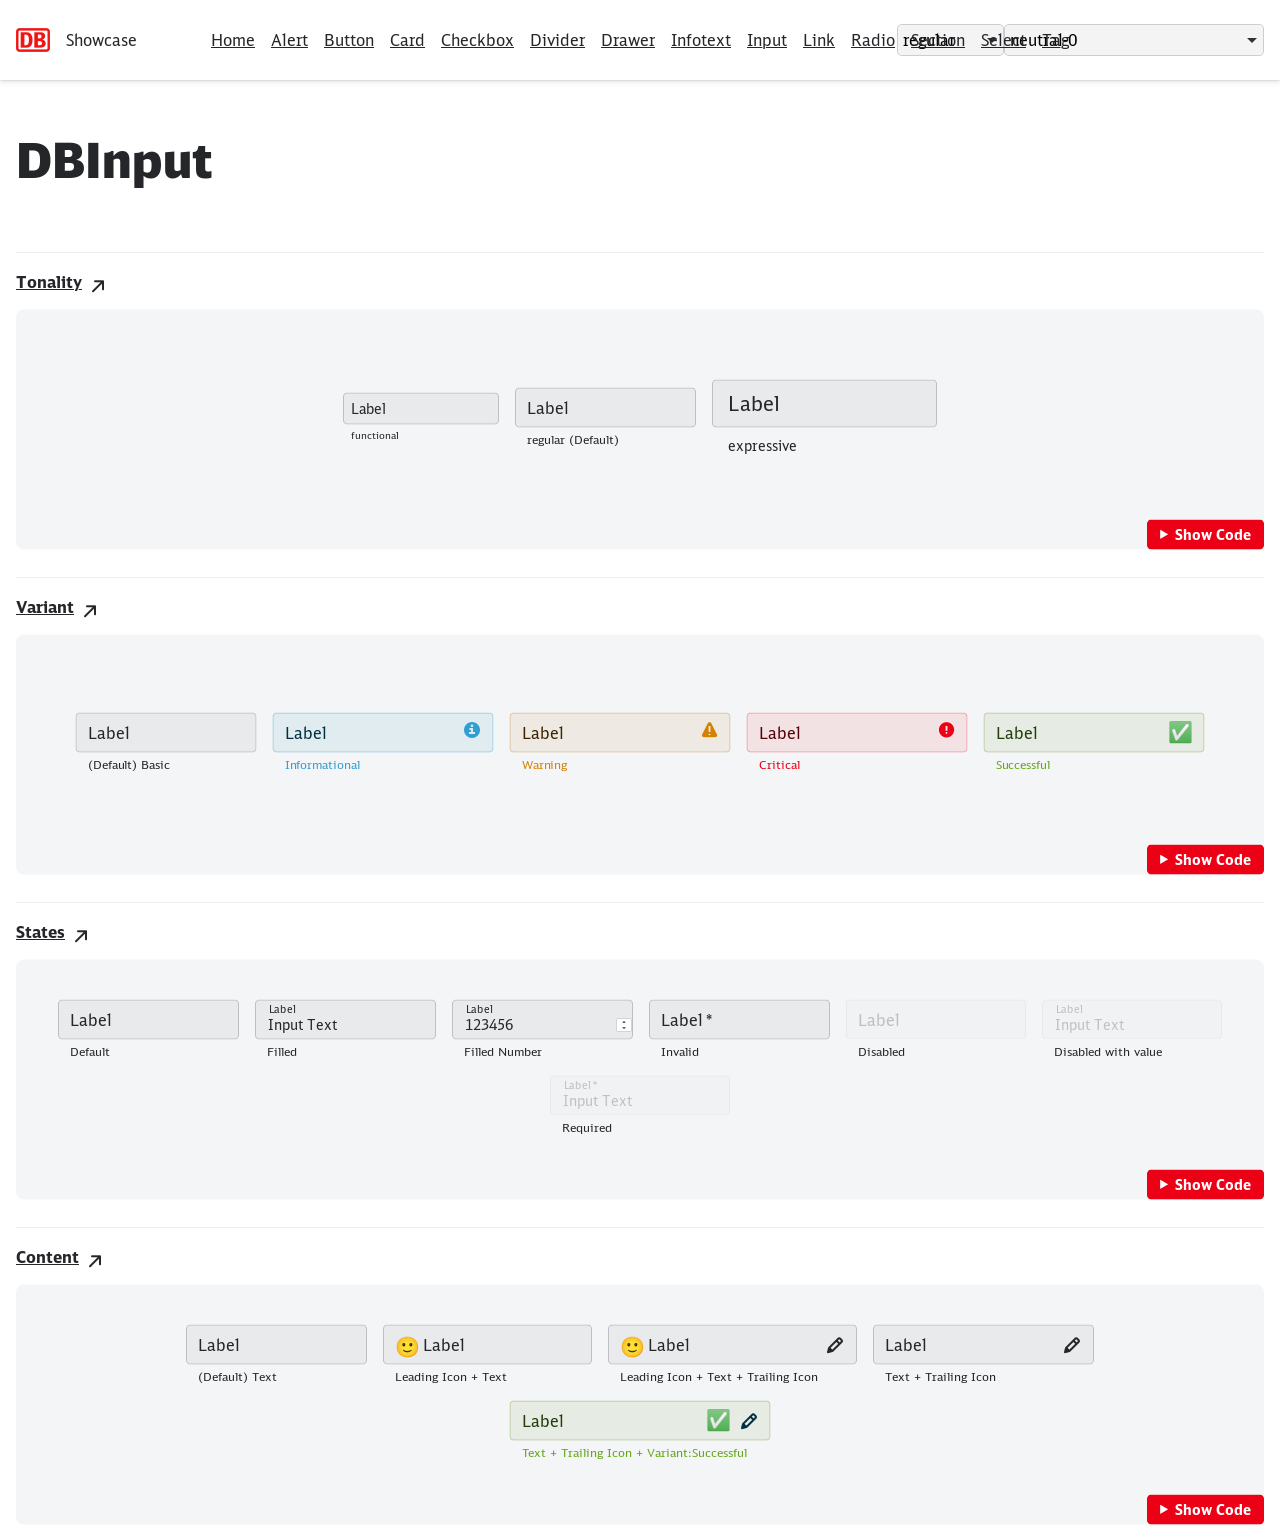 DB Showcase Home Alert Button Card Checkbox Divider Drawer Infotext Input Link Radio Section Select Tag regular neutral-0
DBInput
Tonality
Label Label Label
functional regular (Default) expressive
Show Code
Variant
Label Label Label Label Label
(Default) Basic Informational Warning Critical Successful
Show Code
States
Label Label Label Label * Label Label
Input Text 123456 Input Text
Default Filled Filled Number Invalid Disabled Disabled with value
Label *
Input Text
Required
Show Code
Content
Label Label Label Label
(Default) Text Leading Icon + Text Leading Icon + Text + Trailing Icon Text + Trailing Icon
Label
Text + Trailing Icon + Variant:Successful
Show Code